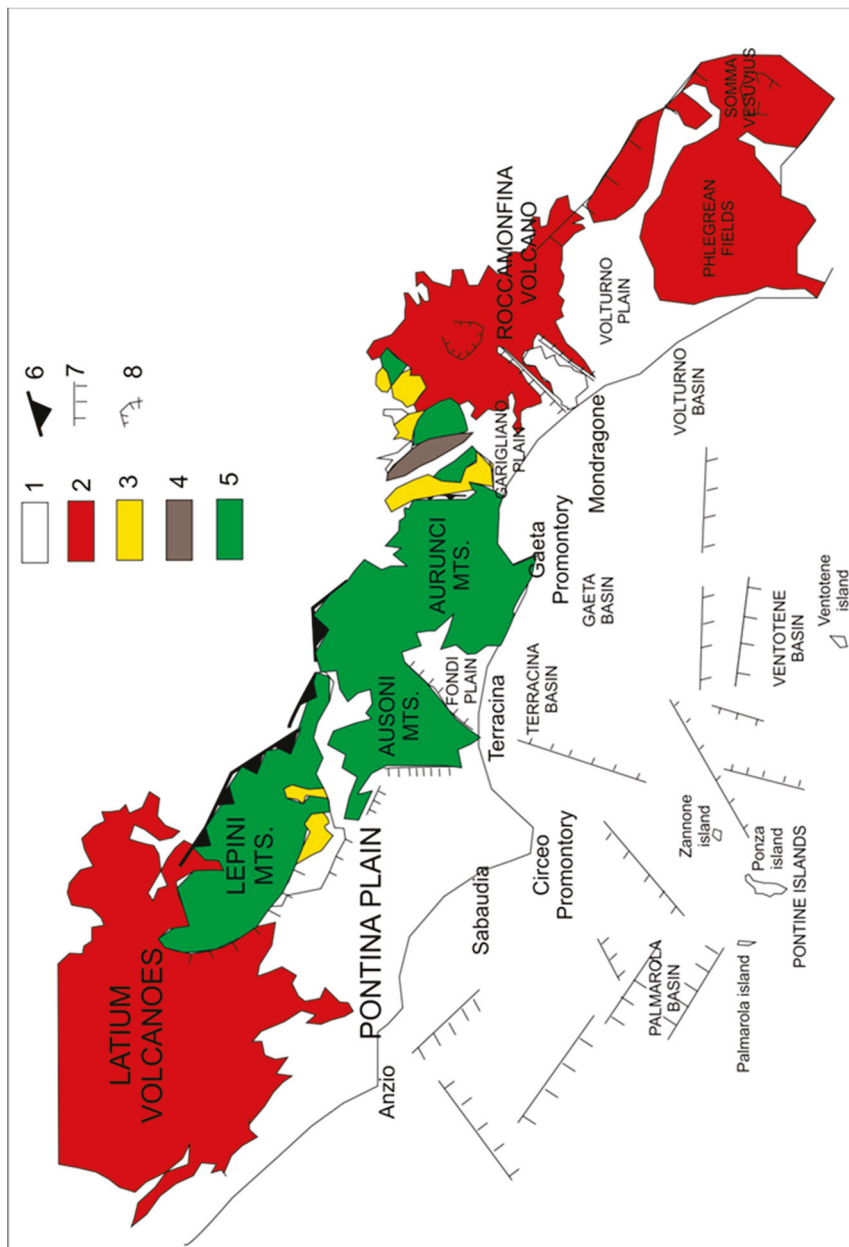 1
2
3
4
5
6
7
8
LATIUM
VOLCANOES
LEPINI
MTS.
PONTINA PLAIN
AUSONI
MTS.
FONDI
PLAIN
AURUNCI
MTS.
GARIGLIANO
PLAIN
ROCCAMONFINA
VOLCANO
VOLTURNO
PLAIN
PHLEGREAN
FIELDS
SOMMA
VESUVIUS
Anzio
Sabaudia
Circeo
Promontory
Terracina
TERRACINA
BASIN
Gaeta
Promontory
GAETA
BASIN
Mondragone
VOLTURNO
BASIN
PALMAROLA
BASIN
Palmarola island
Zannone
island
Ponza
island
PONTINE ISLANDS
VENTOTENE
BASIN
Ventotene
island